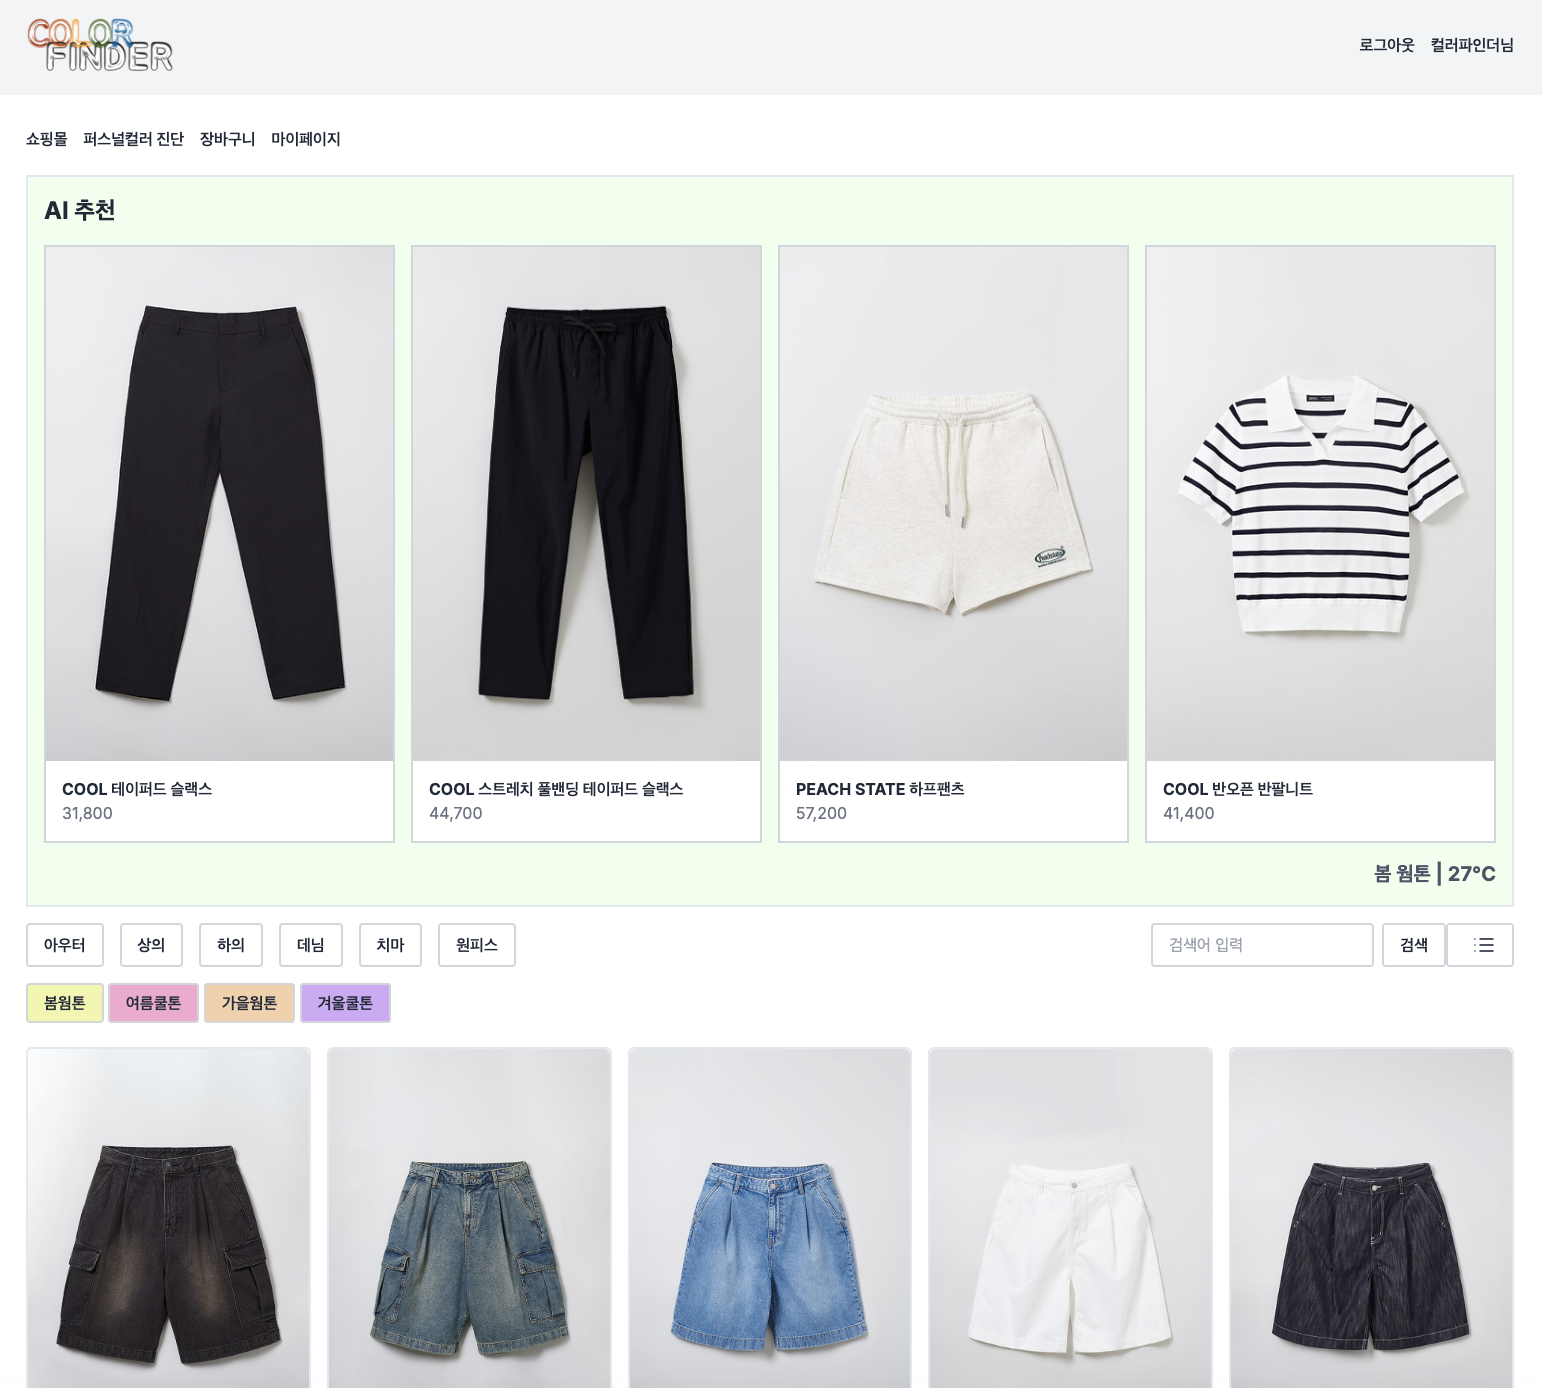 COLOR
FINDER
로그아웃 컬러파인더님
쇼핑몰 퍼스널컬러 진단 장바구니 마이페이지
AI 추천
Peachstate
COOL 테이퍼드 슬랙스
31,800
COOL 스트레치 풀밴딩 테이퍼드 슬랙스
44,700
PEACH STATE 하프팬츠
57,200
COOL 반오픈 반팔니트
41,400
봄 웜톤 | 27°C
아우터 상의 하의 데님 치마 원피스
검색어 입력 검색
봄웜톤 여름쿨톤 가을웜톤 겨울쿨톤